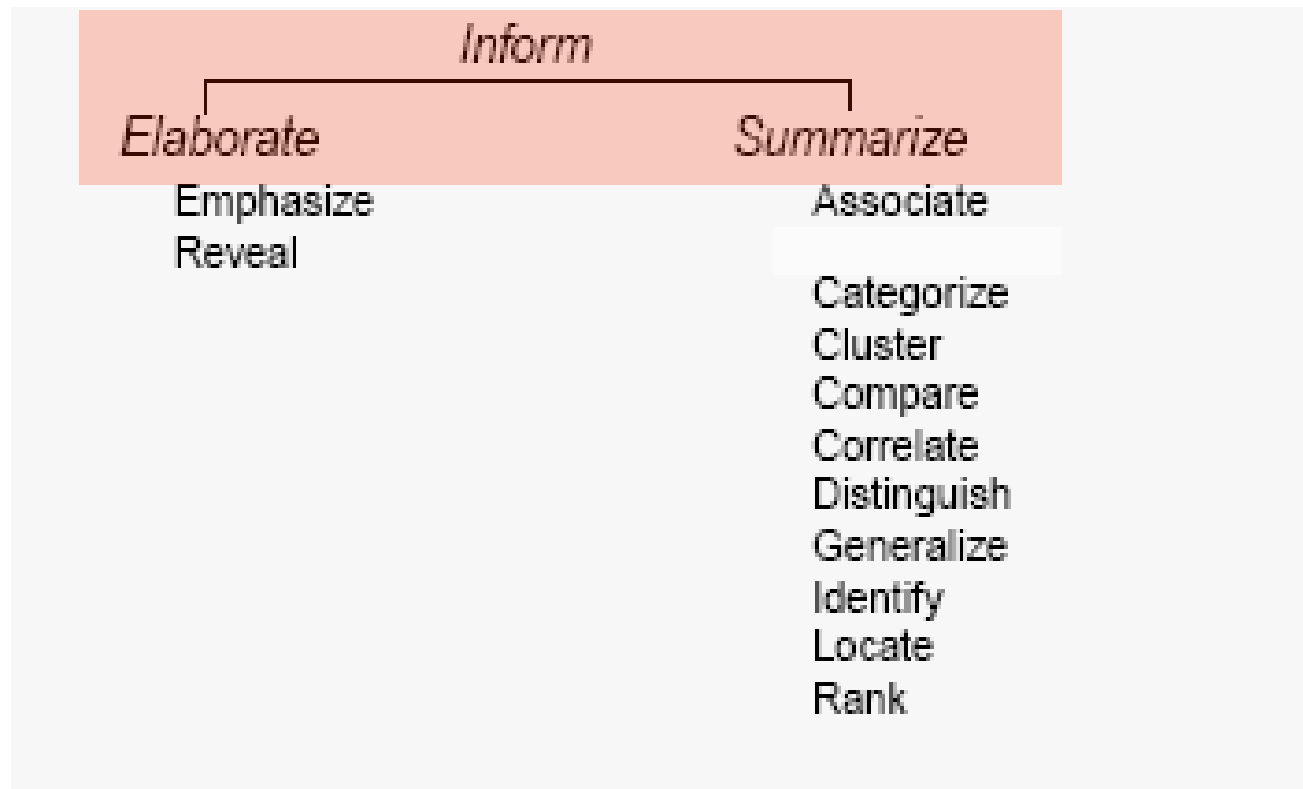 Inform
Elaborate Summarize
Emphasize Associate
Reveal
Categorize
Cluster
Compare
Correlate
Distinguish
Generalize
Identify
Locate
Rank